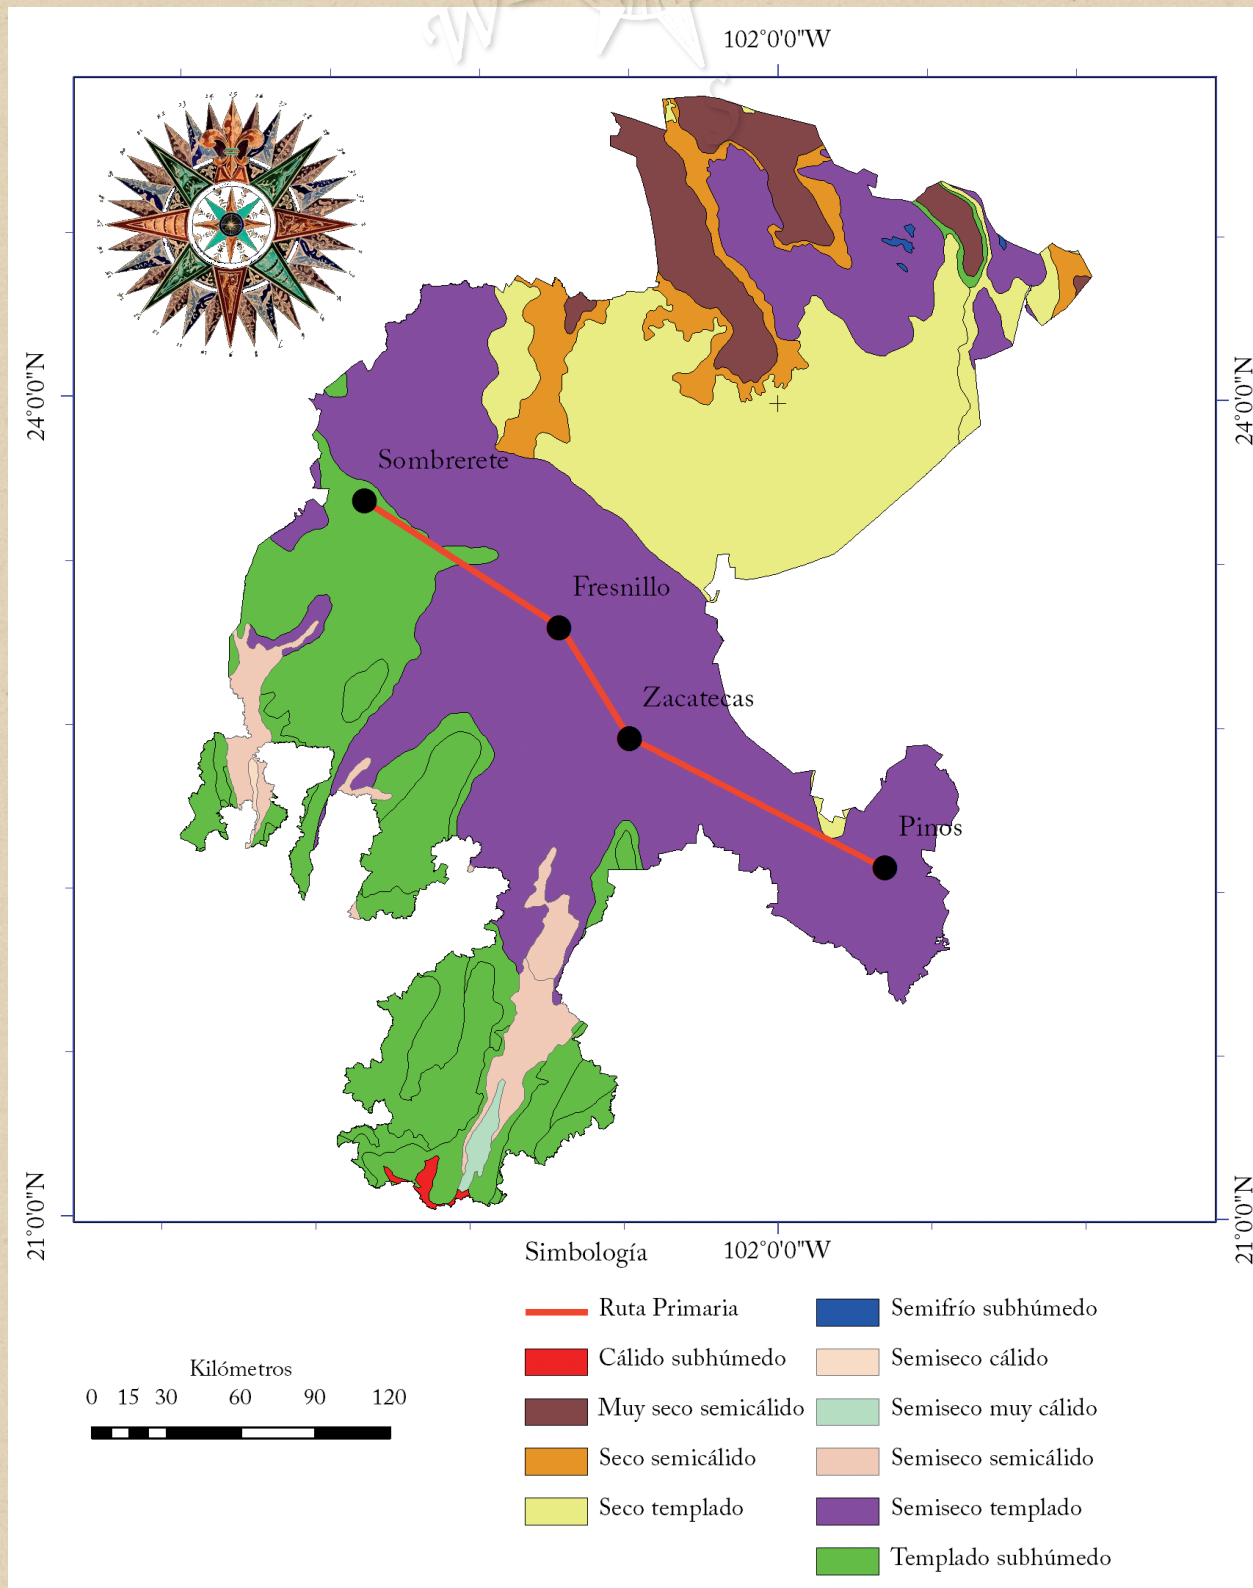 W
S
102°0'0"W
24°0'0"N
24°0'0"N
Sombrerete
Fresnillo
Zacatecas
Pinos
21°0'0"N
21°0'0"N
Simbología
102°0'0"W
Ruta Primaria
Cálido subhúmedo
Muy seco semicálido
Seco semicálido
Seco templado
Semifrío subhúmedo
Semiseco cálido
Semiseco muy cálido
Semiseco semicálido
Semiseco templado
Templado subhúmedo
Kilómetros
0 15 30 60 90 120